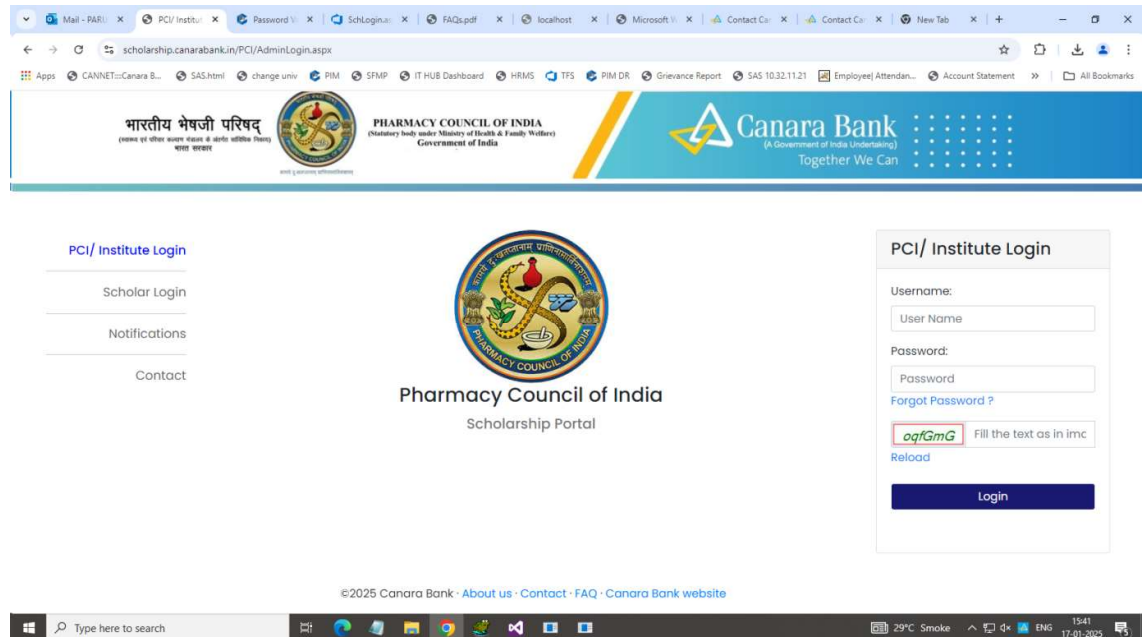 Mail - PARU
PCI/ Institut
Password V
SchLogin.as
FAQs.pdf
localhost
Microsoft V
Contact Car
Contact Car
New Tab
scholarship.canarabank.in/PCI/AdminLogin.aspx
Apps CANNET:::Canara B... SAS.html change univ PIM SFMP IT HUB Dashboard HRMS TFS PIM DR Grievance Report SAS 10.32.11.21 Employee| Attendan... Account Statement » All Bookmarks
भारतीय भेषजी परिषद्
भारत सरकार
PHARMACY COUNCIL OF INDIA
(Statutory body under Ministry of Health & Family Welfare)
Government of India
Canara Bank
(A Government of India Undertaking)
Together We Can
PCI/ Institute Login
Scholar Login
Notifications
Contact
PHARMACY COUNCIL OF INDIA
Pharmacy Council of India
Scholarship Portal
PCI/ Institute Login
Username:
User Name
Password:
Password
Forgot Password ?
oqfGmG Fill the text as in imc
Reload
Login
©2025 Canara Bank · About us · Contact · FAQ · Canara Bank website
Type here to search
29°C Smoke
ENG
15:41
17-01-2025